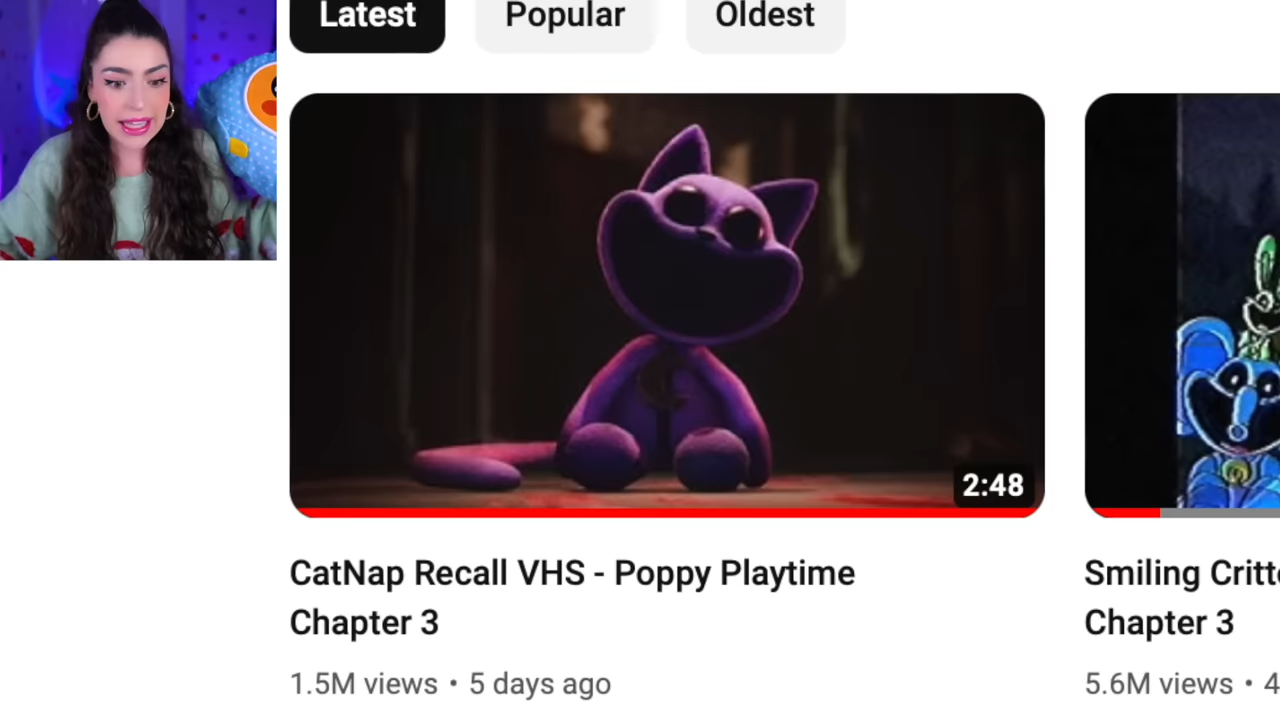 Latest Popular Oldest
2:48
CatNap Recall VHS - Poppy Playtime
Chapter 3
1.5M views • 5 days ago
Smiling
Chapter 3
5.6M views • 4